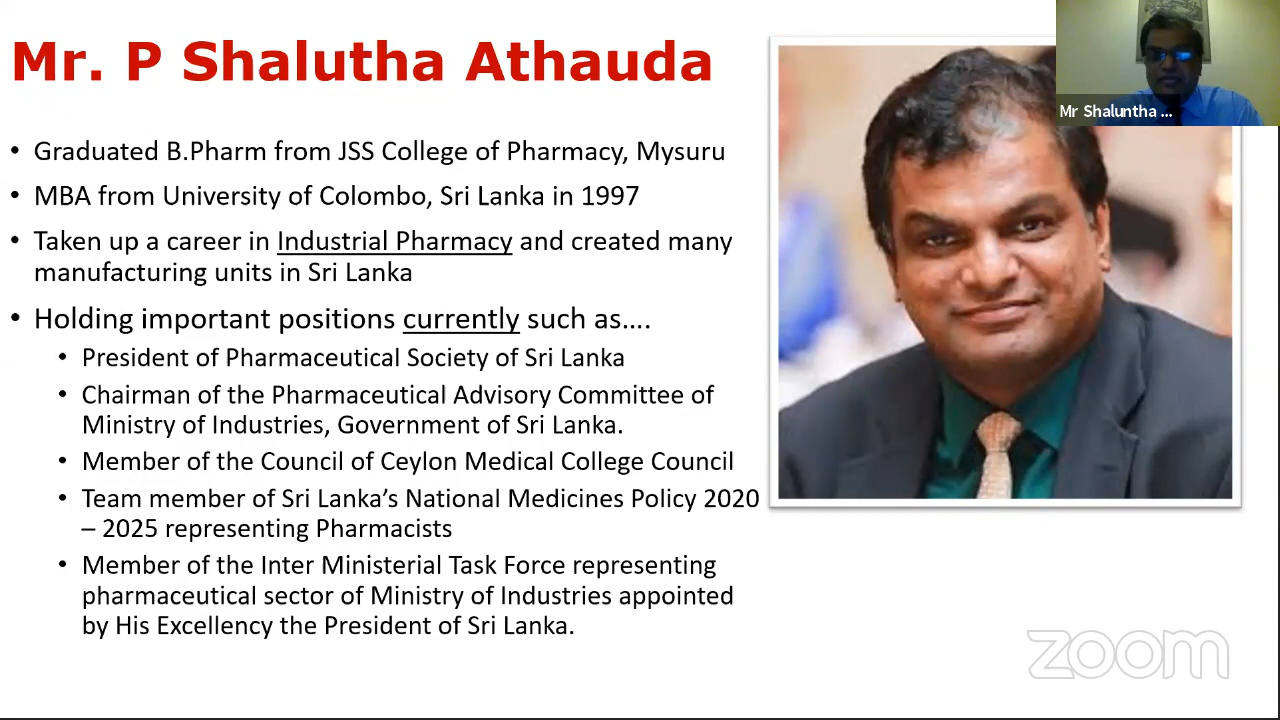 Mr. P Shalutha Athauda
Mr Shaluntha ...
• Graduated B.Pharm from JSS College of Pharmacy, Mysuru
• MBA from University of Colombo, Sri Lanka in 1997
• Taken up a career in Industrial Pharmacy and created many
manufacturing units in Sri Lanka
• Holding important positions currently such as….
• President of Pharmaceutical Society of Sri Lanka
• Chairman of the Pharmaceutical Advisory Committee of
Ministry of Industries, Government of Sri Lanka.
• Member of the Council of Ceylon Medical College Council
• Team member of Sri Lanka’s National Medicines Policy 2020
– 2025 representing Pharmacists
• Member of the Inter Ministerial Task Force representing
pharmaceutical sector of Ministry of Industries appointed
by His Excellency the President of Sri Lanka.
zoom